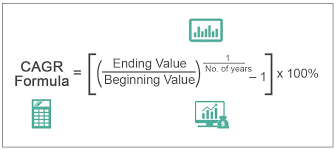 CAGR Formula = [(Ending Value / Beginning Value)^(1 / No. of years) – 1] x 100%